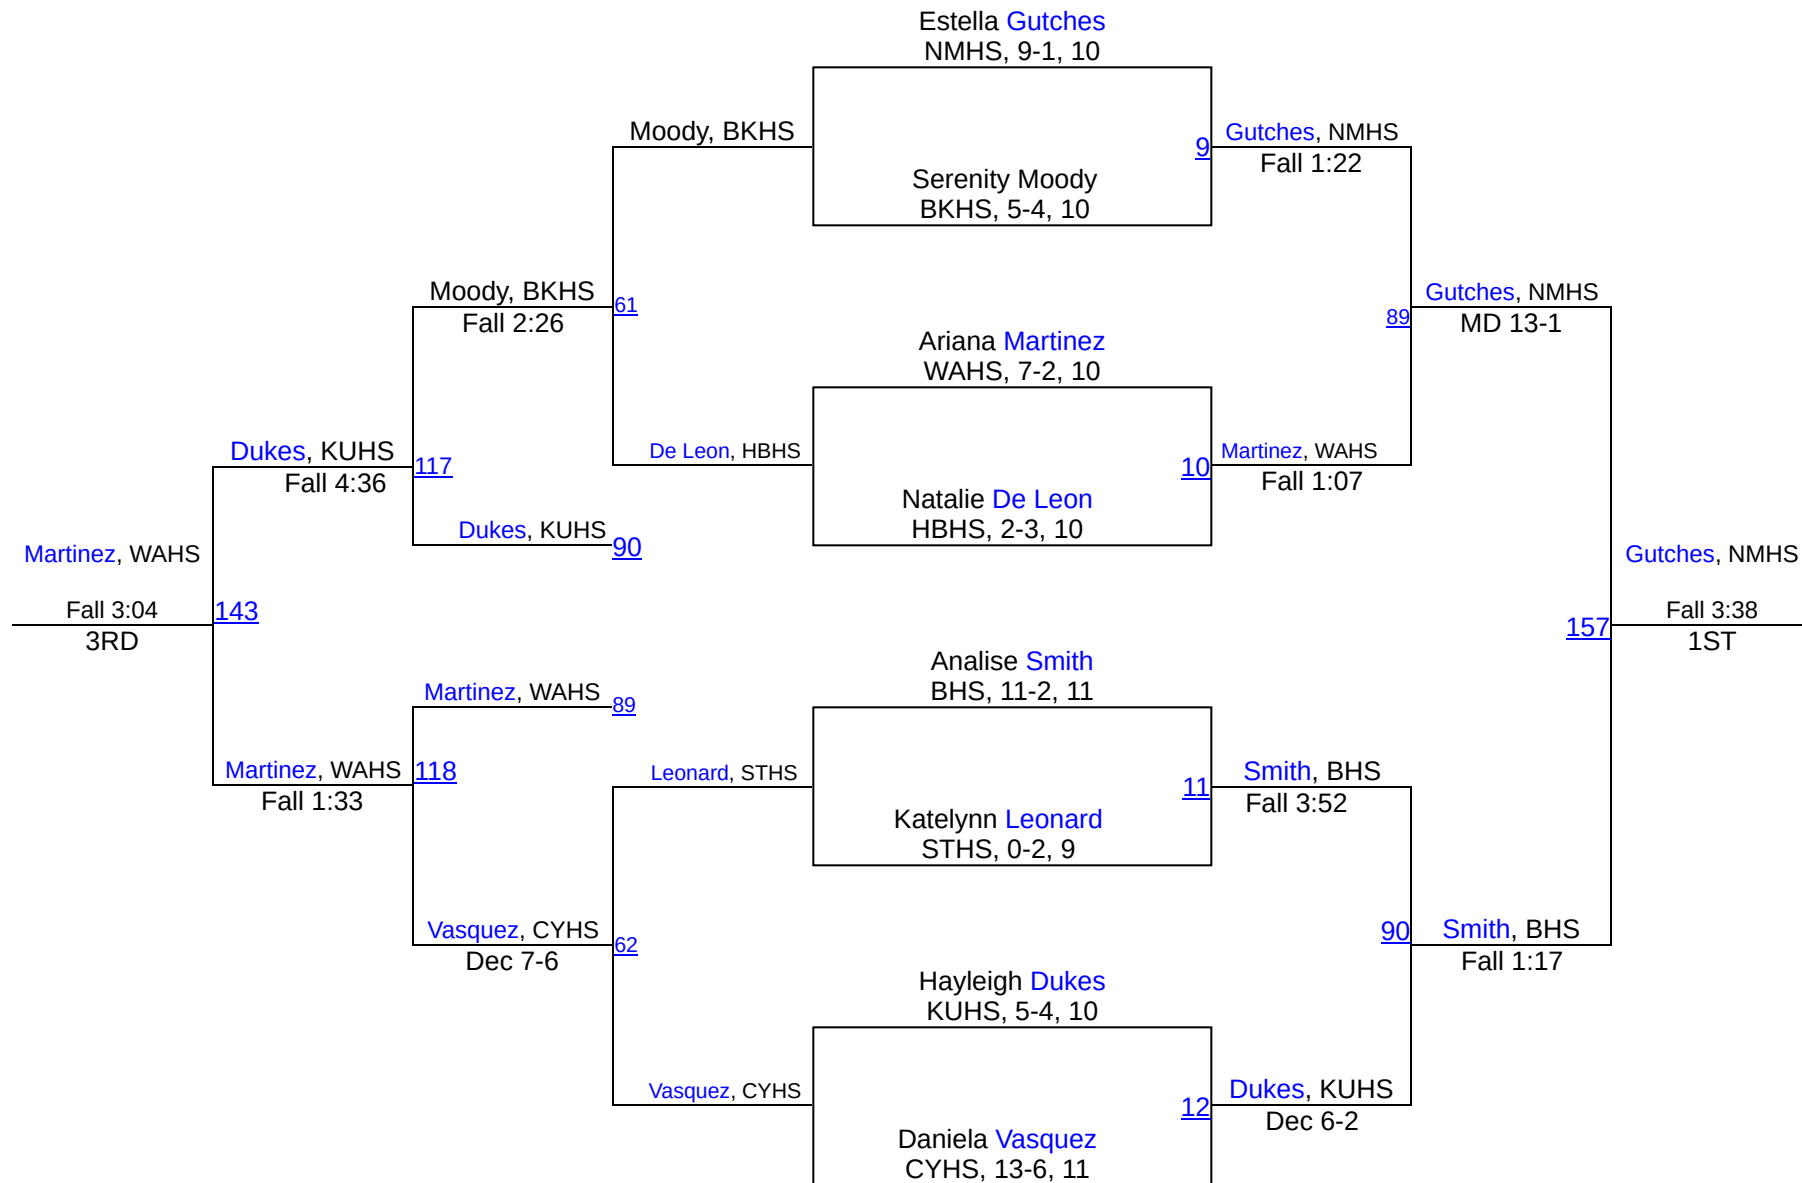 Estella Gutches
NMHS, 9-1, 10
Moody, BKHS
9
Gutches, NMHS
Fall 1:22
Serenity Moody
BKHS, 5-4, 10
Moody, BKHS
Fall 2:26
61
Gutches, NMHS
MD 13-1
89
Ariana Martinez
WAHS, 7-2, 10
Dukes, KUHS
Fall 4:36
117
De Leon, HBHS
10
Martinez, WAHS
Fall 1:07
Natalie De Leon
HBHS, 2-3, 10
Dukes, KUHS
90
Martinez, WAHS
Fall 3:04
3RD
143
Gutches, NMHS
Fall 3:38
1ST
157
Analise Smith
BHS, 11-2, 11
Martinez, WAHS
89
Martinez, WAHS
Fall 1:33
118
Leonard, STHS
11
Smith, BHS
Fall 3:52
Katelynn Leonard
STHS, 0-2, 9
Vasquez, CYHS
Dec 7-6
62
90
Smith, BHS
Fall 1:17
Hayleigh Dukes
KUHS, 5-4, 10
Vasquez, CYHS
12
Dukes, KUHS
Dec 6-2
Daniela Vasquez
CYHS, 13-6, 11